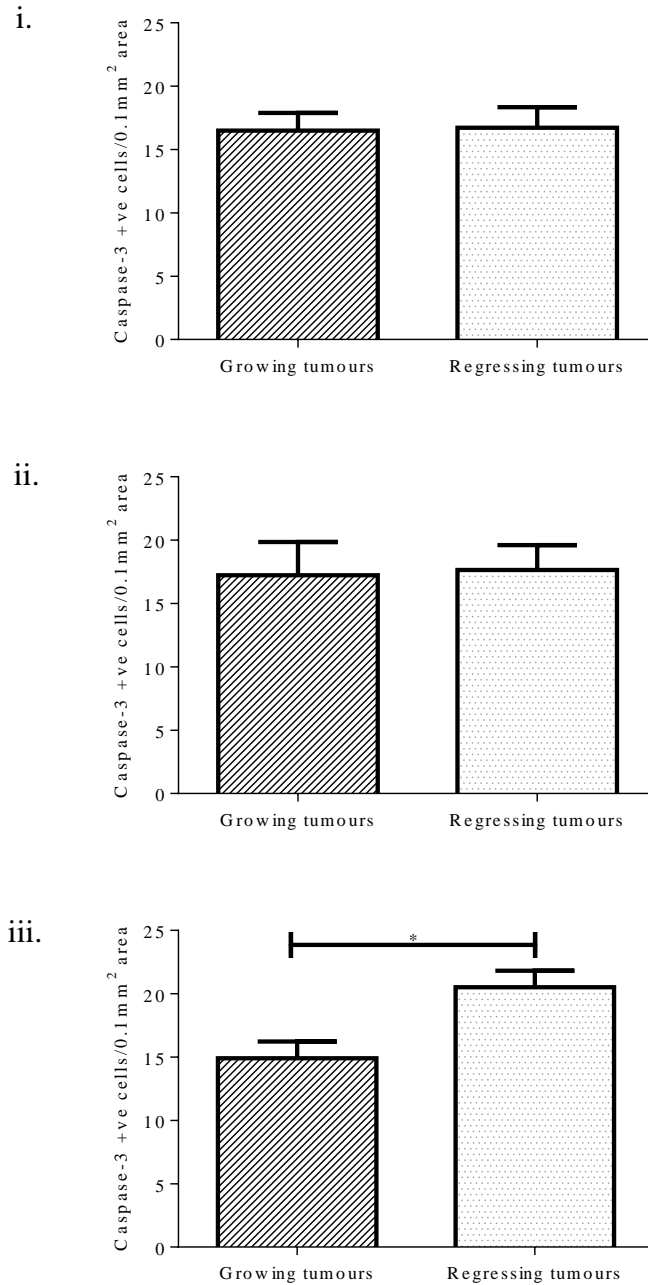 i.
Caspase-3 +ve cells/0.1mm² area
25
20
15
10
5
0
Growing tumours
Regressing tumours
ii.
Caspase-3 +ve cells/0.1mm² area
25
20
15
10
5
0
Growing tumours
Regressing tumours
iii.
Caspase-3 +ve cells/0.1mm² area
25
20
15
10
5
0
*
Growing tumours
Regressing tumours